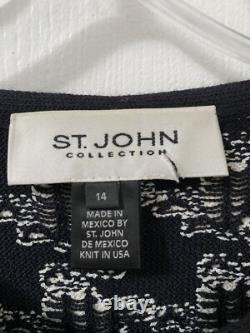 ST. JOHN
COLLECTION
14
MADE IN
MEXICO BY
ST. JOHN
DE MEXICO
KNIT IN USA